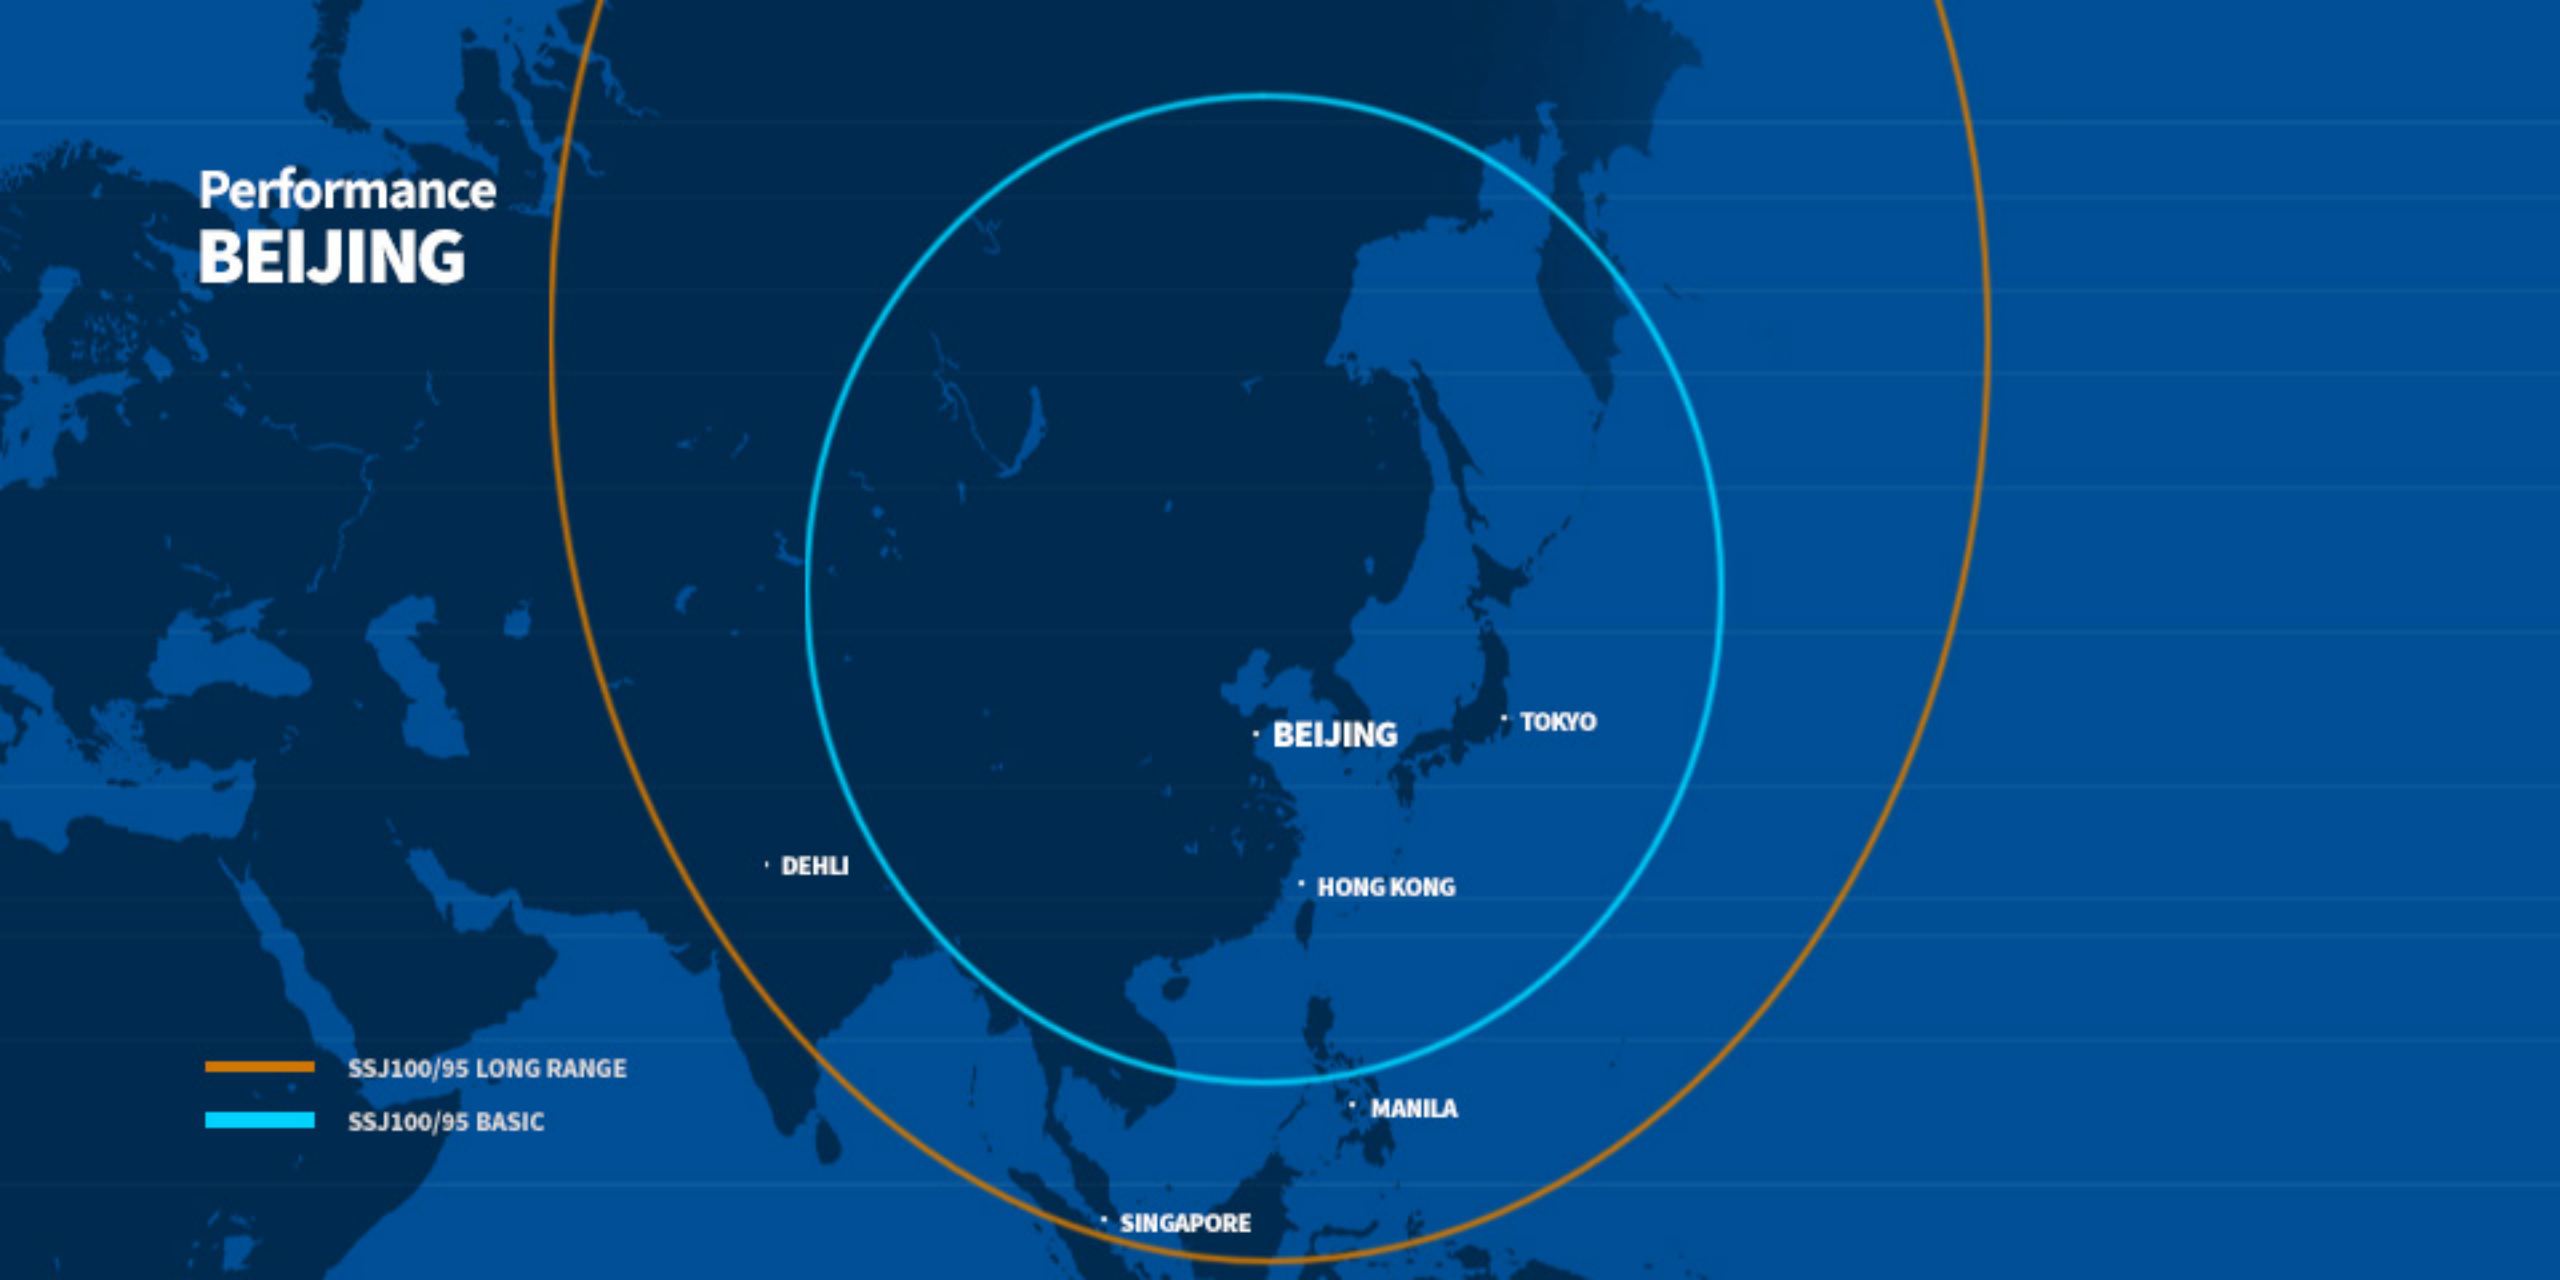 Performance
BEIJING
BEIJING
TOKYO
DEHLI
HONG KONG
SSJ100/95 LONG RANGE
SSJ100/95 BASIC
MANILA
SINGAPORE